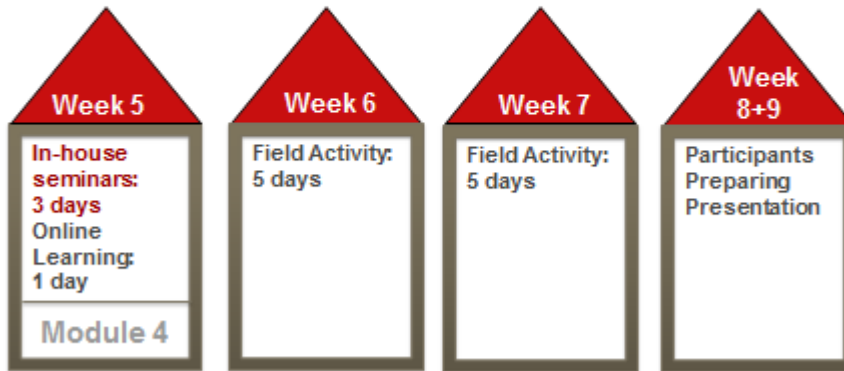 Week 5
In-house
seminars:
3 days
Online
Learning:
1 day
Module 4
Week 6
Field Activity:
5 days
Week 7
Field Activity:
5 days
Week
8+9
Participants
Preparing
Presentation